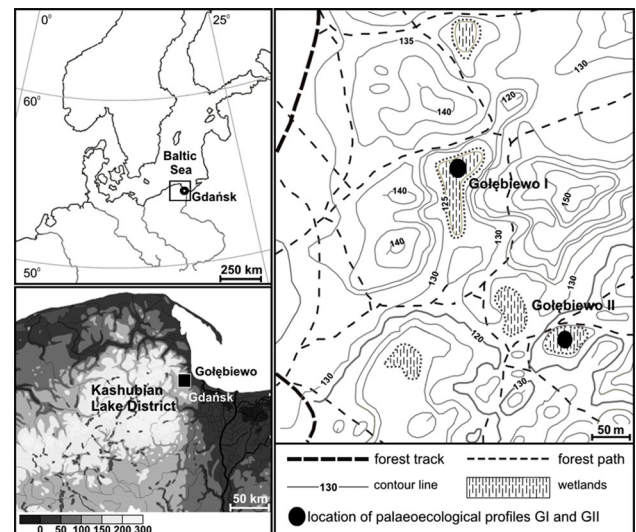 0°
25°
60°
Baltic
Sea
Gdańsk
50°
250 km
Gołębiewo
Kashubian
Lake District
Gdańsk
50 km
0 50 100 150 200 300
135
130
120
140
130
Gołębiewo I
125
140
150
140
130
130
130
Gołębiewo II
120
130
130
50 m
forest track
forest path
130
contour line
wetlands
location of palaeoecological profiles GI and GII